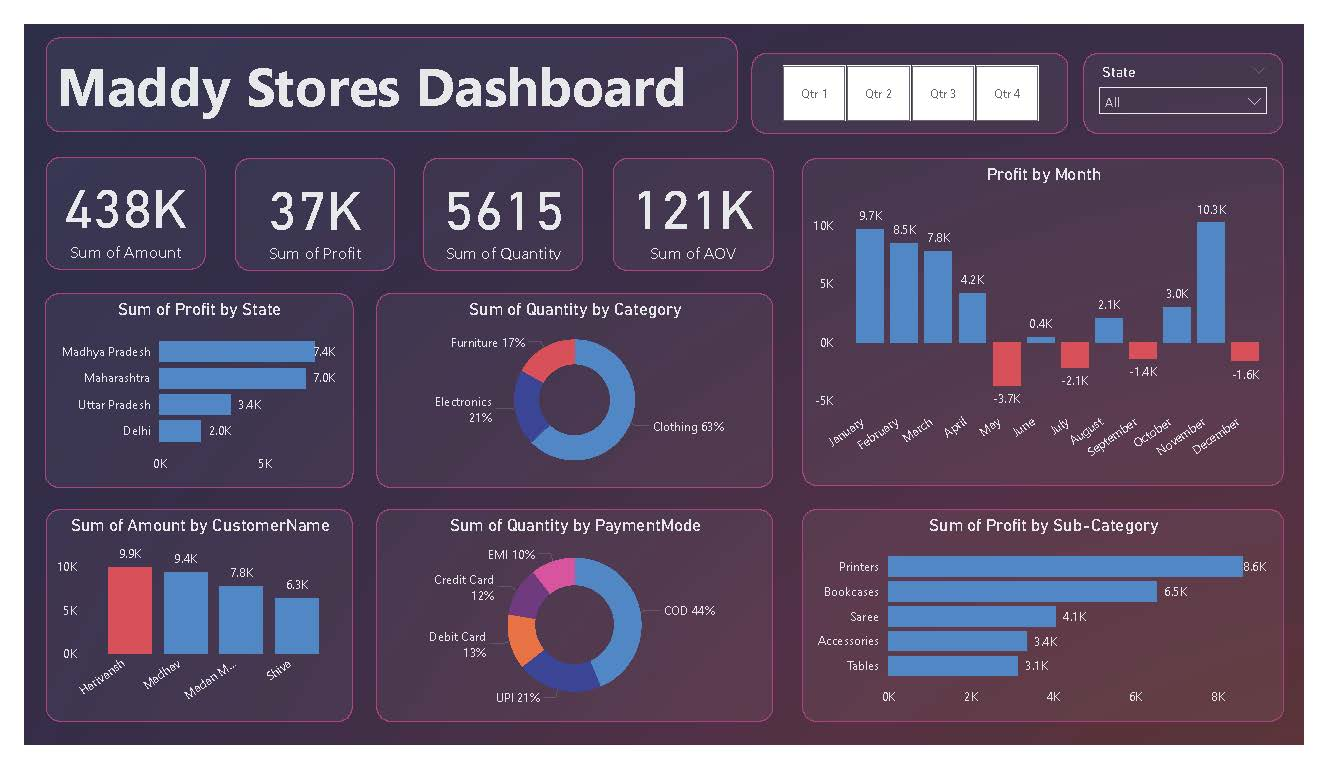 Maddy Stores Dashboard
Qtr 1
Qtr 2
Qtr 3
Qtr 4
State
All
438K
Sum of Amount
37K
Sum of Profit
5615
Sum of Quantity
121K
Sum of AOV
Profit by Month
10K
5K
0K
-5K
9.7K
8.5K
7.8K
4.2K
-3.7K
0.4K
-2.1K
2.1K
-1.4K
3.0K
10.3K
-1.6K
January
February
March
April
May
June
July
August
September
October
November
December
Sum of Profit by State
Madhya Pradesh
7.4K
Maharashtra
7.0K
Uttar Pradesh
3.4K
Delhi
2.0K
0K
5K
Sum of Quantity by Category
Furniture 17%
Electronics
21%
Clothing 63%
Sum of Amount by CustomerName
10K
5K
0K
9.9K
9.4K
7.8K
6.3K
Harivansh
Madhav
Madan M...
Shiva
Sum of Quantity by PaymentMode
EMI 10%
Credit Card
12%
Debit Card
13%
UPI 21%
COD 44%
Sum of Profit by Sub-Category
Printers
8.6K
Bookcases
6.5K
Saree
4.1K
Accessories
3.4K
Tables
3.1K
0K
2K
4K
6K
8K